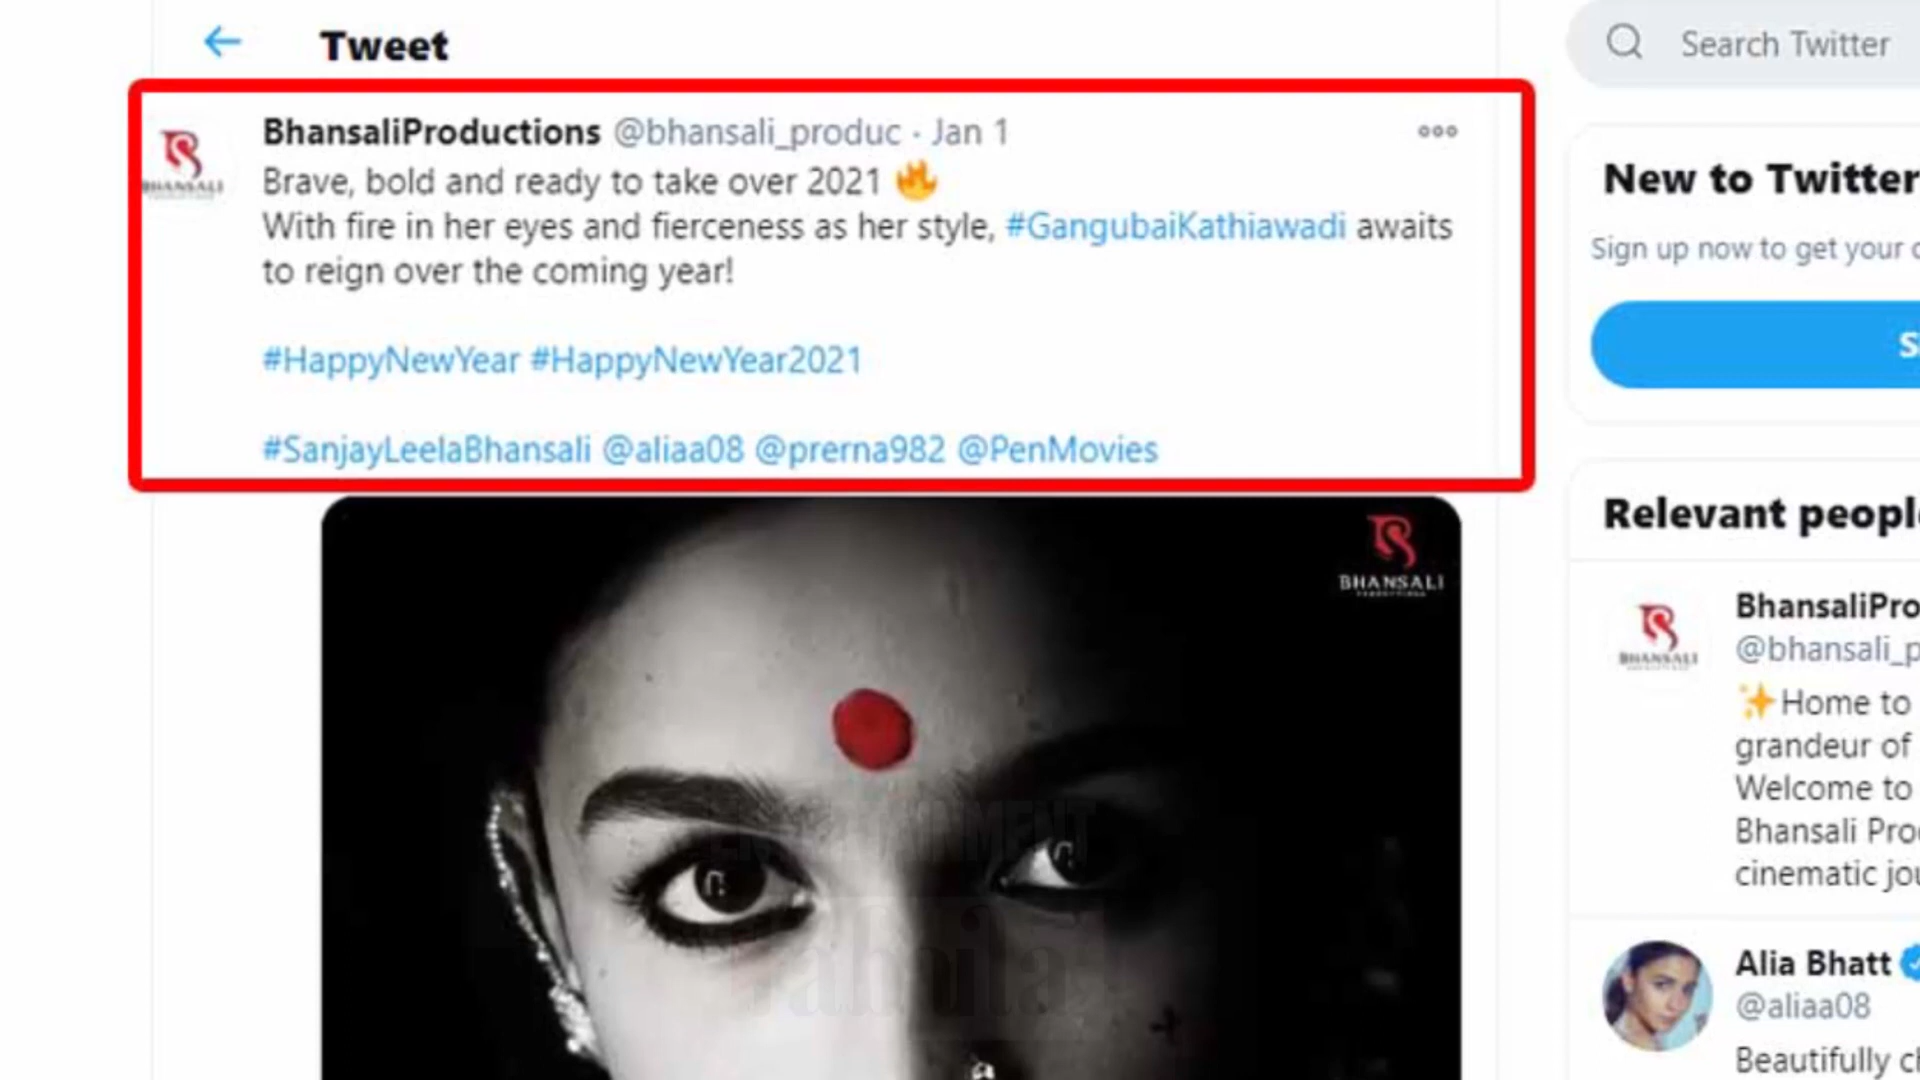 Tweet
Search Twitter
BhansaliProductions @bhansali_produc · Jan 1
Brave, bold and ready to take over 2021 🔥
With fire in her eyes and fierceness as her style, #GangubaiKathiawadi awaits
to reign over the coming year!
#HappyNewYear #HappyNewYear2021
#SanjayLeelaBhansali @aliaa08 @prerna982 @PenMovies
BHANSALI
BHANSALI
New to Twitter
Sign up now to get your
Relevant peopl
BhansaliPro
@bhansali_p
BHANSALI
✨Home to
grandeur of
Welcome to
Bhansali Pro
cinematic jou
Alia Bhatt
@aliaa08
Beautifully